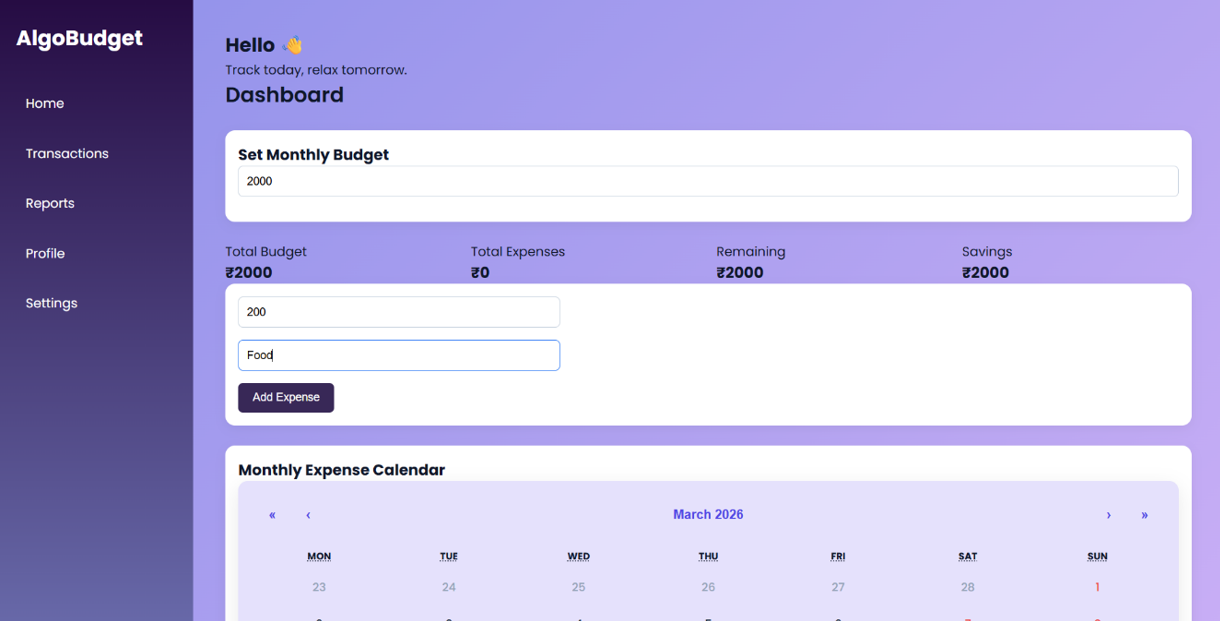 AlgoBudget
Home
Transactions
Reports
Profile
Settings
Hello 👋
Track today, relax tomorrow.
Dashboard
Set Monthly Budget
2000
Total Budget Total Expenses Remaining Savings
₹2000 ₹0 ₹2000 ₹2000
200
Food
Add Expense
Monthly Expense Calendar
« ‹ March 2026 › »
MON TUE WED THU FRI SAT SUN
23 24 25 26 27 28 1